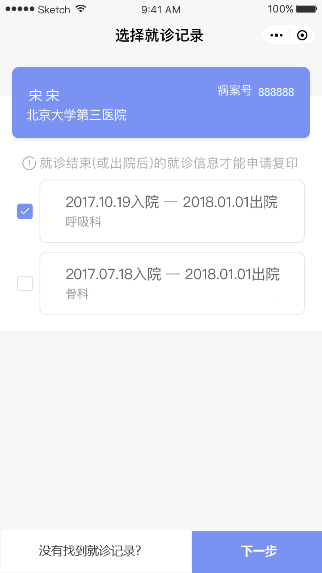 Sketch 9:41 AM 100%
选择就诊记录
宋 宋 病案号 888888
北京大学第三医院
就诊结束(或出院后)的就诊信息才能申请复印
2017.10.19入院 — 2018.01.01出院
呼吸科
2017.07.18入院 — 2018.01.01出院
骨科
没有找到就诊记录? 下一步